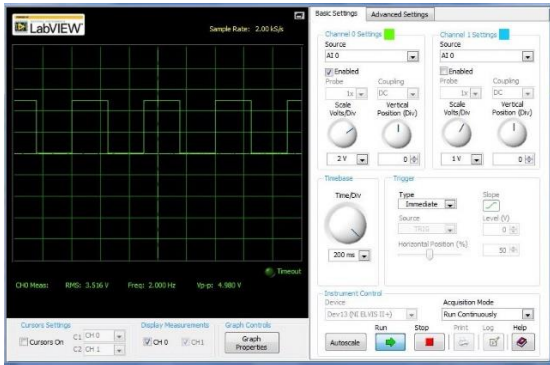 LabVIEW
Sample Rate: 2.00 kS/s
Timeout
CH0 Meas: RMS: 3.516 V Freq: 2.000 Hz Vp-p: 4.980 V
Cursors Settings
Cursors On
C1 CH 0
C2 CH 1
Display Measurements
CH 0
CH1
Graph Controls
Graph
Properties
Basic Settings
Advanced Settings
Channel 0 Settings
Source
AI 0
Enabled
Probe
Coupling
1x
DC
Scale
Volts/Div
Vertical
Position (Div)
2 V
0
Channel 1 Settings
Source
AI 0
Enabled
Probe
Coupling
1x
DC
Scale
Volts/Div
Vertical
Position (Div)
1 V
0
Timebase
Time/Div
200 ms
Trigger
Type
Immediate
Slope
Source
TRIG
Level (V)
0
Horizontal Position (%)
50
Instrument Control
Device
Dev13 (NI ELVIS II+)
Acquisition Mode
Run Continuously
Run
Stop
Print
Log
Help
Autoscale